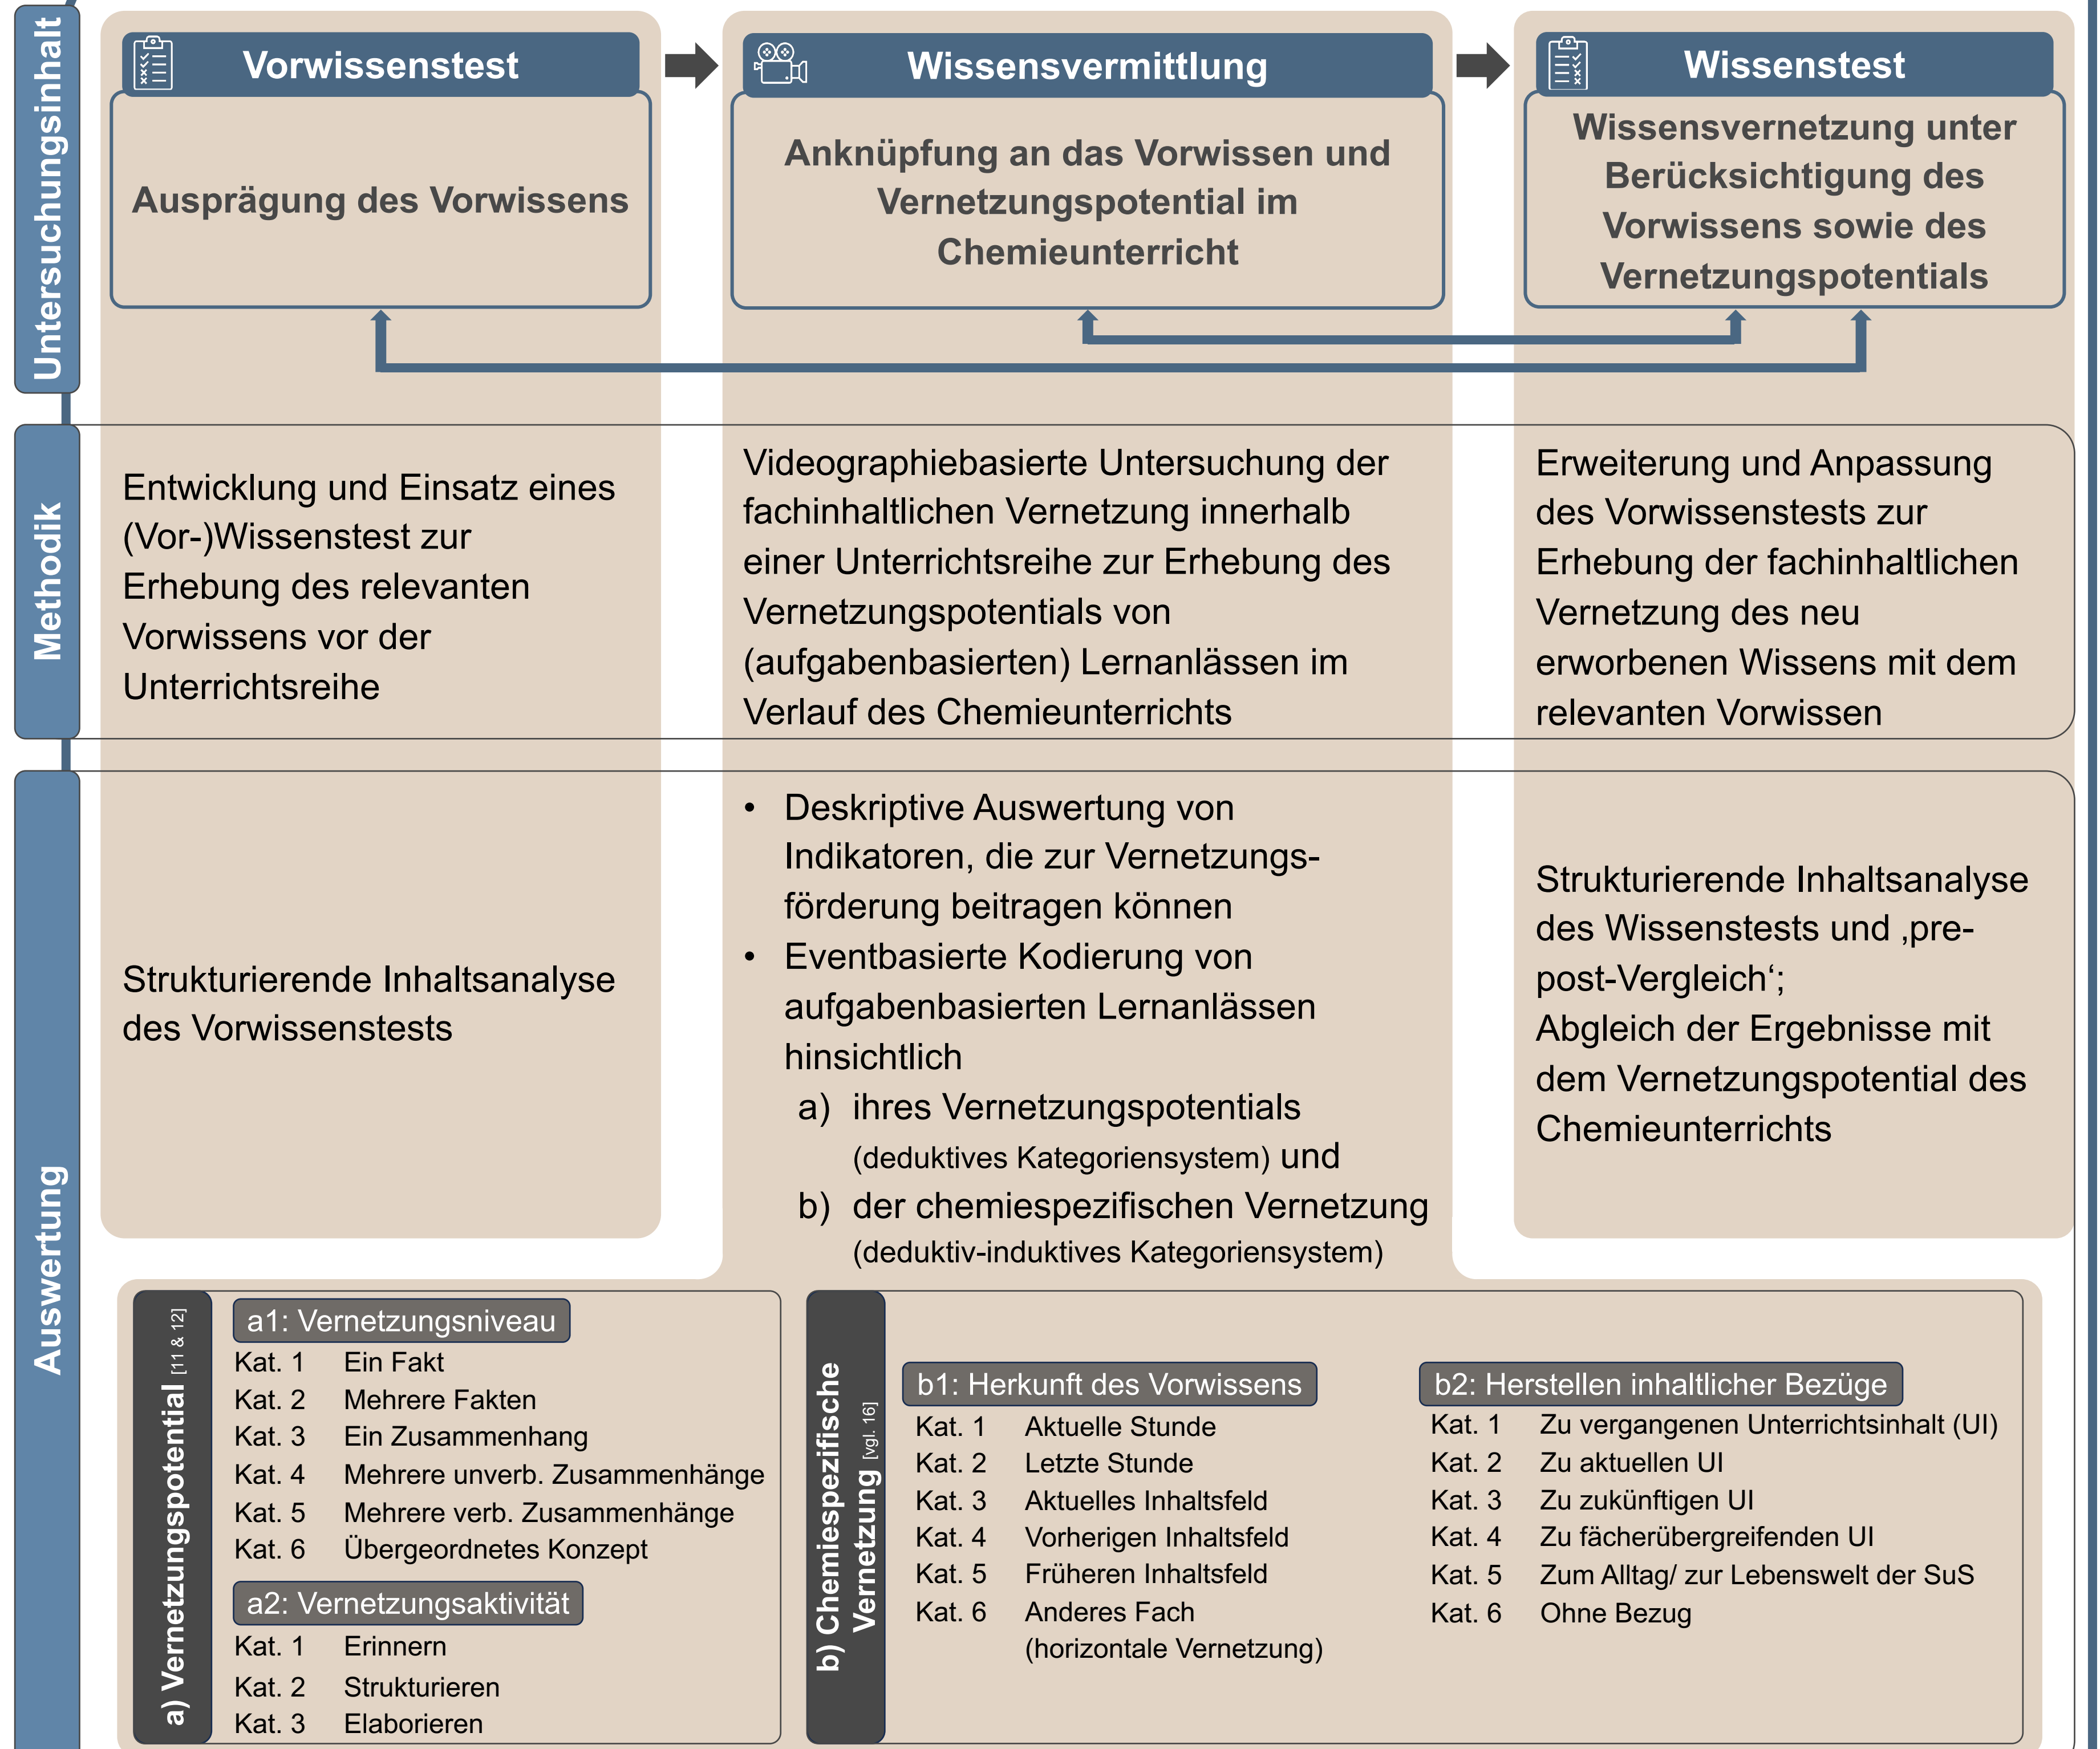 Untersuchungsinhalt
Vorwissenstest
Ausprägung des Vorwissens
Wissensvermittlung
Anknüpfung an das Vorwissen und
Vernetzungspotential im
Chemieunterricht
Wissenstest
Wissensvernetzung unter
Berücksichtigung des
Vorwissens sowie des
Vernetzungspotentials
Methodik
Entwicklung und Einsatz eines
(Vor-)Wissenstest zur
Erhebung des relevanten
Vorwissens vor der
Unterrichtsreihe
Videographiebasierte Untersuchung der
fachinhaltlichen Vernetzung innerhalb
einer Unterrichtsreihe zur Erhebung des
Vernetzungspotentials von
(aufgabenbasierten) Lernanlässen im
Verlauf des Chemieunterrichts
Erweiterung und Anpassung
des Vorwissenstests zur
Erhebung der fachinhaltlichen
Vernetzung des neu
erworbenen Wissens mit dem
relevanten Vorwissen
Auswertung
Strukturierende Inhaltsanalyse
des Vorwissenstests
• Deskriptive Auswertung von
Indikatoren, die zur Vernetzungs-
förderung beitragen können
• Eventbasierte Kodierung von
aufgabenbasierten Lernanlässen
hinsichtlich
a) ihres Vernetzungspotentials
(deduktives Kategoriensystem) und
b) der chemiespezifischen Vernetzung
(deduktiv-induktives Kategoriensystem)
Strukturierende Inhaltsanalyse
des Wissenstests und ‚pre-
post-Vergleich‘;
Abgleich der Ergebnisse mit
dem Vernetzungspotential des
Chemieunterrichts
a) Vernetzungspotential [11 & 12]
a1: Vernetzungsniveau
Kat. 1 Ein Fakt
Kat. 2 Mehrere Fakten
Kat. 3 Ein Zusammenhang
Kat. 4 Mehrere unverb. Zusammenhänge
Kat. 5 Mehrere verb. Zusammenhänge
Kat. 6 Übergeordnetes Konzept
a2: Vernetzungsaktivität
Kat. 1 Erinnern
Kat. 2 Strukturieren
Kat. 3 Elaborieren
b) Chemiespezifische
Vernetzung [vgl. 16]
b1: Herkunft des Vorwissens
Kat. 1 Aktuelle Stunde
Kat. 2 Letzte Stunde
Kat. 3 Aktuelles Inhaltsfeld
Kat. 4 Vorherigen Inhaltsfeld
Kat. 5 Früheren Inhaltsfeld
Kat. 6 Anderes Fach
(horizontale Vernetzung)
b2: Herstellen inhaltlicher Bezüge
Kat. 1 Zu vergangenen Unterrichtsinhalt (UI)
Kat. 2 Zu aktuellen UI
Kat. 3 Zu zukünftigen UI
Kat. 4 Zu fächerübergreifenden UI
Kat. 5 Zum Alltag/ zur Lebenswelt der SuS
Kat. 6 Ohne Bezug